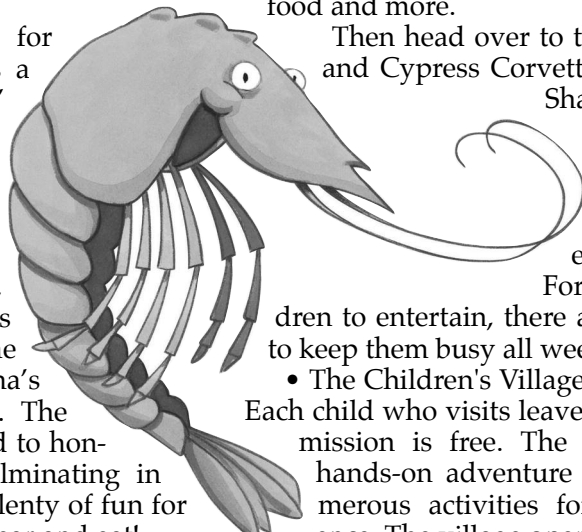 for
a
s
na’s
. The
d to hon-
lminating in
lenty of fun for
food and more.
Then head over to t
and Cypress Corvett
Sha
e
For
dren to entertain, there a
to keep them busy all wee
• The Children's Village
Each child who visits leave
mission is free. The
hands-on adventure
merous activities fo